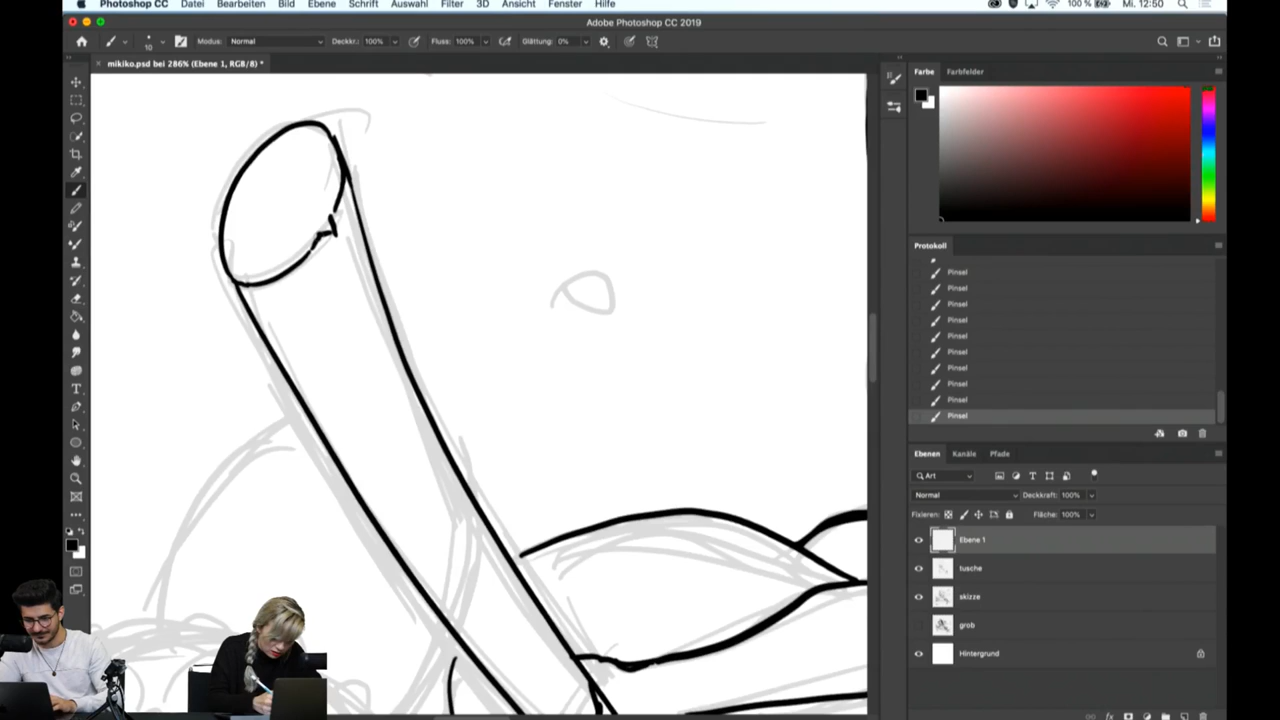 Photoshop CC Datei Bearbeiten Bild Ebene Schrift Auswahl Filter 3D Ansicht Fenster Hilfe 100 % Mi. 12:50
Adobe Photoshop CC 2019
10 Modus: Normal Deckkr.: 100% Fluss: 100% Glättung: 0%
× mikiko.psd bei 286% (Ebene 1, RGB/8) *
Farbe Farbfelder
Protokoll
Pinsel
Pinsel
Pinsel
Pinsel
Pinsel
Pinsel
Pinsel
Pinsel
Pinsel
Pinsel
Ebenen Kanäle Pfade
Art
Normal Deckkraft: 100%
Fixieren: Fläche: 100%
Ebene 1
tusche
skizze
grob
Hintergrund
fx